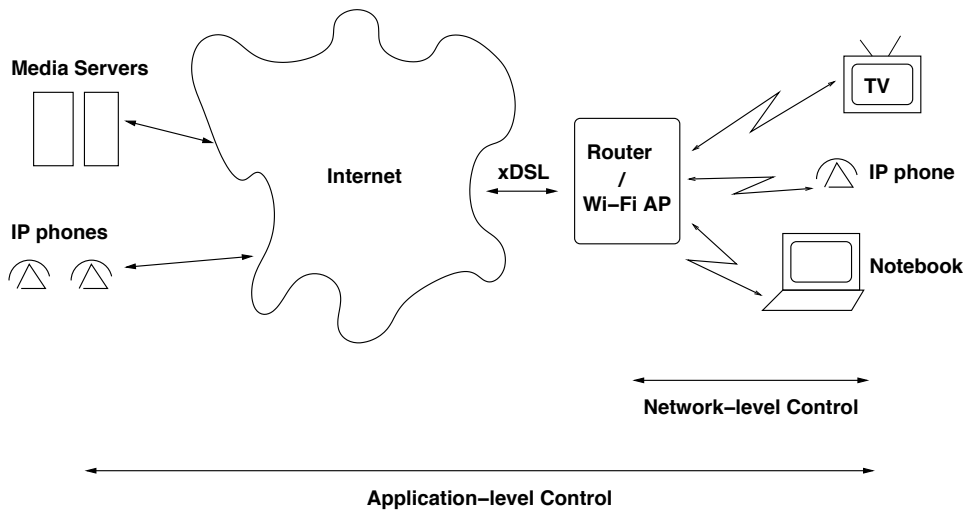 Media Servers
IP phones
Internet
xDSL
Router
/
Wi–Fi AP
TV
IP phone
Notebook
Network–level Control
Application–level Control